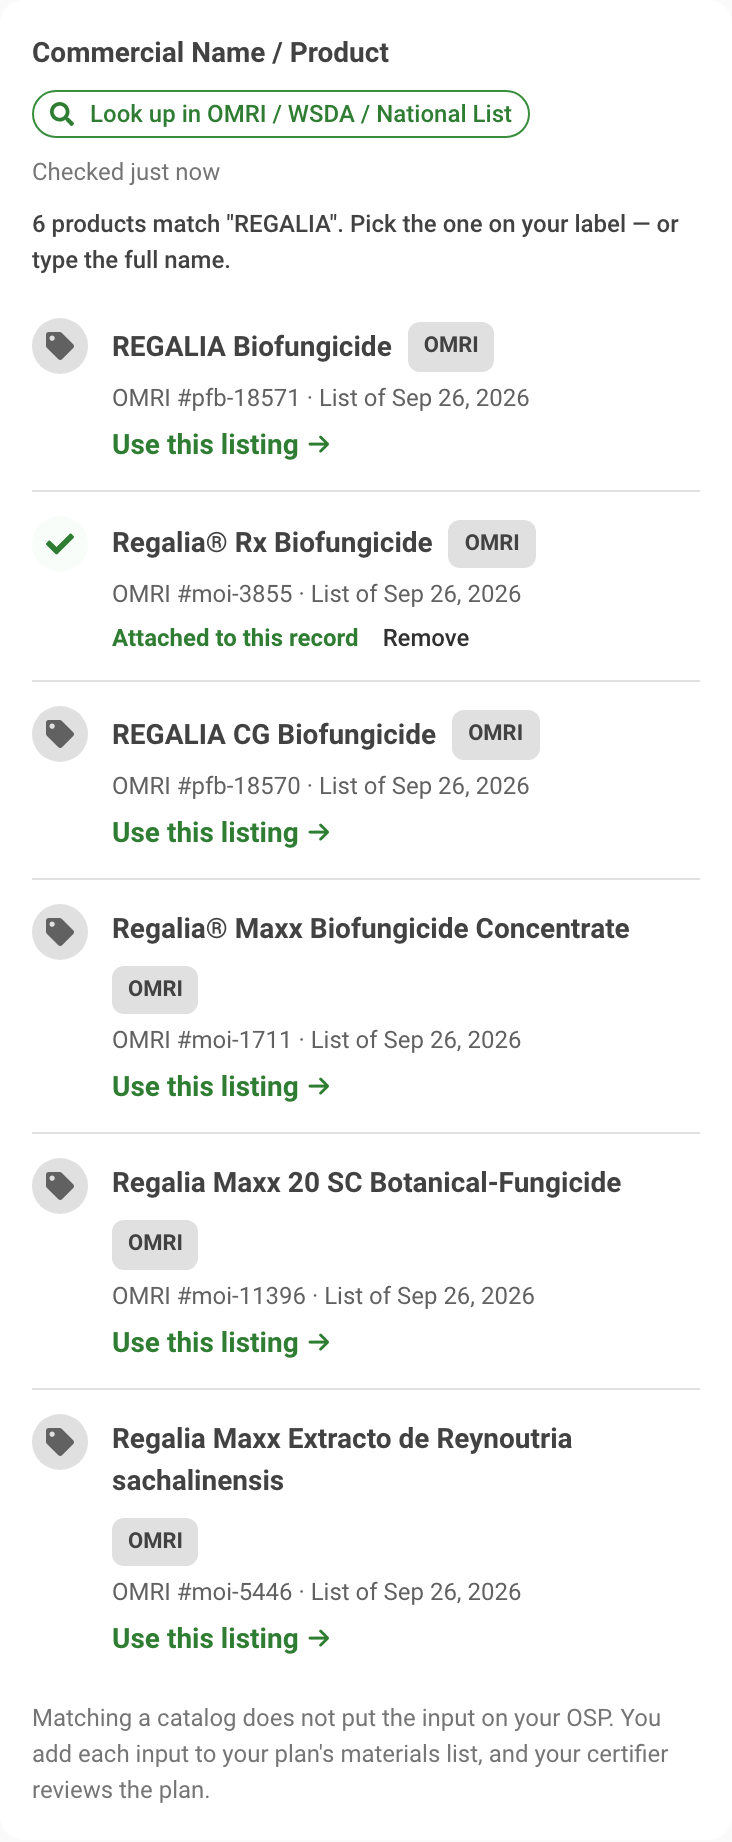 Commercial Name / Product
Look up in OMRI / WSDA / National List
Checked just now
6 products match "REGALIA". Pick the one on your label — or
type the full name.
REGALIA Biofungicide OMRI
OMRI #pfb-18571 · List of Sep 26, 2026
Use this listing →
Regalia® Rx Biofungicide OMRI
OMRI #moi-3855 · List of Sep 26, 2026
Attached to this record Remove
REGALIA CG Biofungicide OMRI
OMRI #pfb-18570 · List of Sep 26, 2026
Use this listing →
Regalia® Maxx Biofungicide Concentrate
OMRI
OMRI #moi-1711 · List of Sep 26, 2026
Use this listing →
Regalia Maxx 20 SC Botanical-Fungicide
OMRI
OMRI #moi-11396 · List of Sep 26, 2026
Use this listing →
Regalia Maxx Extracto de Reynoutria
sachalinensis
OMRI
OMRI #moi-5446 · List of Sep 26, 2026
Use this listing →
Matching a catalog does not put the input on your OSP. You
add each input to your plan's materials list, and your certifier
reviews the plan.